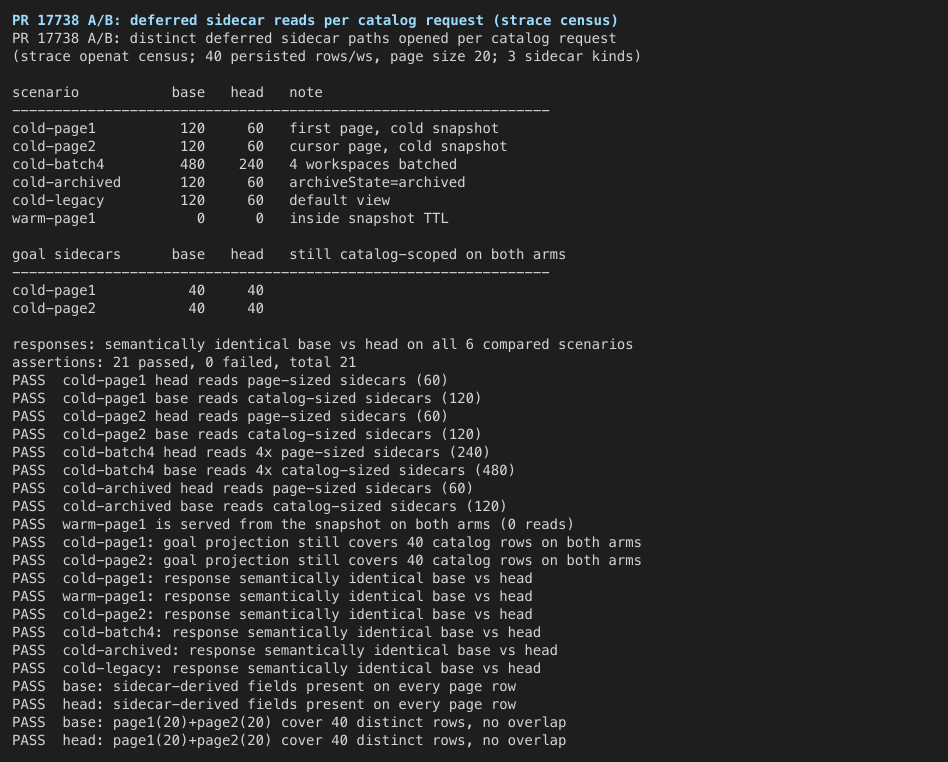 PR 17738 A/B: deferred sidecar reads per catalog request (strace census)
PR 17738 A/B: distinct deferred sidecar paths opened per catalog request
(strace openat census; 40 persisted rows/ws, page size 20; 3 sidecar kinds)
scenario           base   head   note
────────────────────────────────────────────────────────────────
cold-page1          120     60   first page, cold snapshot
cold-page2          120     60   cursor page, cold snapshot
cold-batch4         480    240   4 workspaces batched
cold-archived       120     60   archiveState=archived
cold-legacy         120     60   default view
warm-page1            0      0   inside snapshot TTL
goal sidecars      base   head   still catalog-scoped on both arms
────────────────────────────────────────────────────────────────
cold-page1           40     40
cold-page2           40     40
responses: semantically identical base vs head on all 6 compared scenarios
assertions: 21 passed, 0 failed, total 21
PASS  cold-page1 head reads page-sized sidecars (60)
PASS  cold-page1 base reads catalog-sized sidecars (120)
PASS  cold-page2 head reads page-sized sidecars (60)
PASS  cold-page2 base reads catalog-sized sidecars (120)
PASS  cold-batch4 head reads 4x page-sized sidecars (240)
PASS  cold-batch4 base reads 4x catalog-sized sidecars (480)
PASS  cold-archived head reads page-sized sidecars (60)
PASS  cold-archived base reads catalog-sized sidecars (120)
PASS  warm-page1 is served from the snapshot on both arms (0 reads)
PASS  cold-page1: goal projection still covers 40 catalog rows on both arms
PASS  cold-page2: goal projection still covers 40 catalog rows on both arms
PASS  cold-page1: response semantically identical base vs head
PASS  warm-page1: response semantically identical base vs head
PASS  cold-page2: response semantically identical base vs head
PASS  cold-batch4: response semantically identical base vs head
PASS  cold-archived: response semantically identical base vs head
PASS  cold-legacy: response semantically identical base vs head
PASS  base: sidecar-derived fields present on every page row
PASS  head: sidecar-derived fields present on every page row
PASS  base: page1(20)+page2(20) cover 40 distinct rows, no overlap
PASS  head: page1(20)+page2(20) cover 40 distinct rows, no overlap